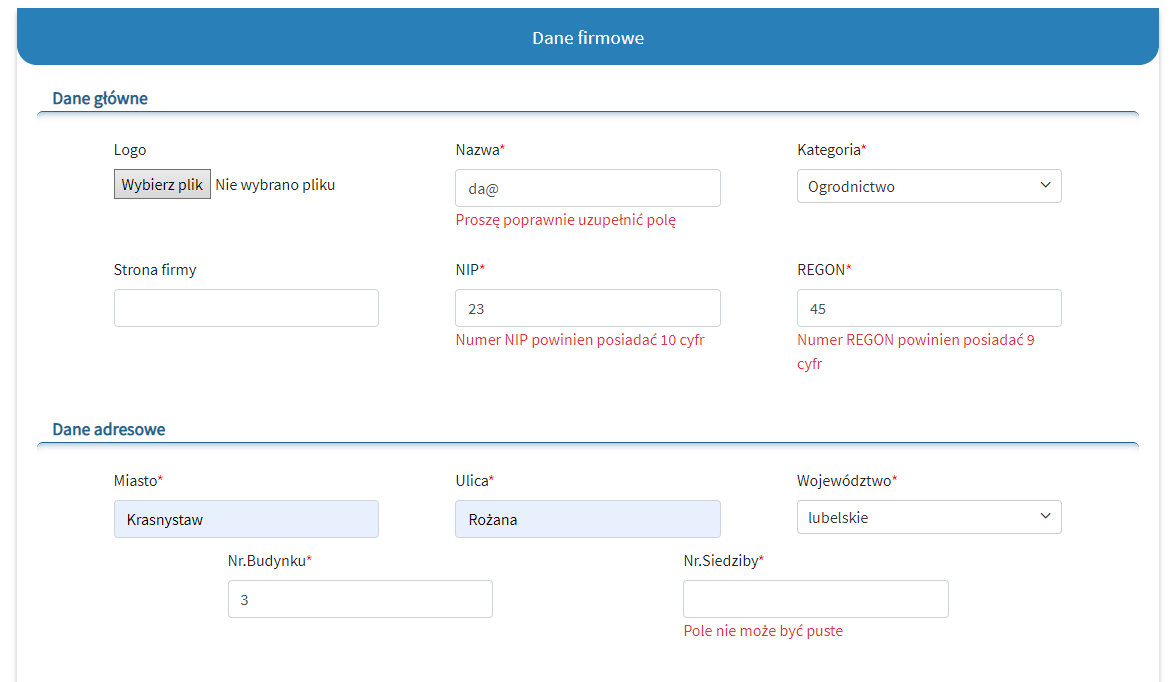 Dane firmowe
Dane główne
Logo
Nazwa*
Kategoria*
Wybierz plik Nie wybrano pliku
da@
Ogrodnictwo
Proszę poprawnie uzupełnić polę
Strona firmy
NIP*
REGON*
23
45
Numer NIP powinien posiadać 10 cyfr
Numer REGON powinien posiadać 9
cyfr
Dane adresowe
Miasto*
Ulica*
Województwo*
Krasnystaw
Rożana
lubelskie
Nr.Budynku*
Nr.Siedziby*
3
Pole nie może być puste